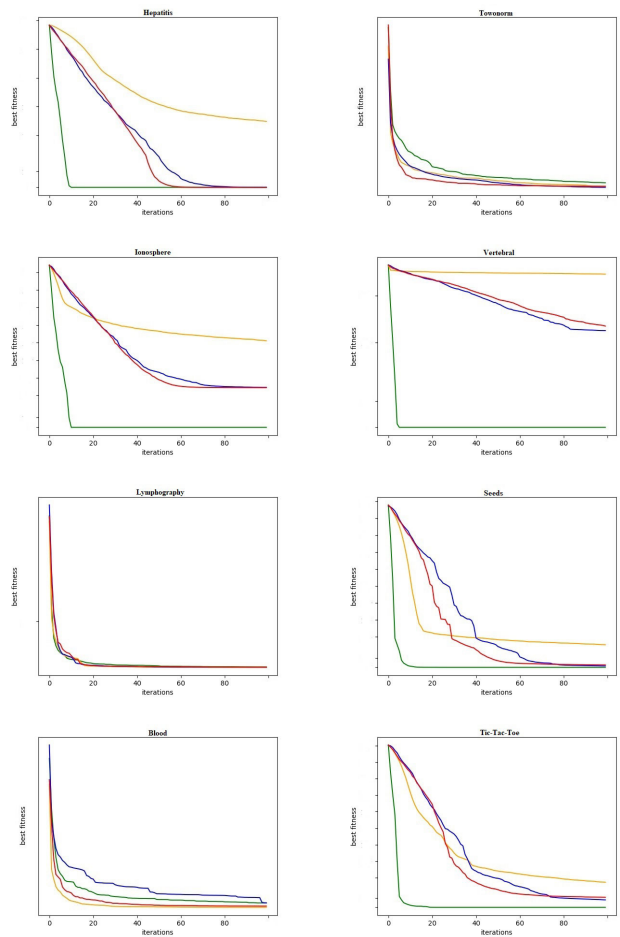 Hepatitis
best fitness
0 20 40 60 80
iterations
Towonorm
best fitness
0 20 40 60 80
iterations
Ionosphere
best fitness
0 20 40 60 80
iterations
Vertebral
best fitness
0 20 40 60 80
iterations
Lymphography
best fitness
0 20 40 60 80
iterations
Seeds
best fitness
0 20 40 60 80
iterations
Blood
best fitness
0 20 40 60 80
iterations
Tic-Tac-Toe
best fitness
0 20 40 60 80
iterations